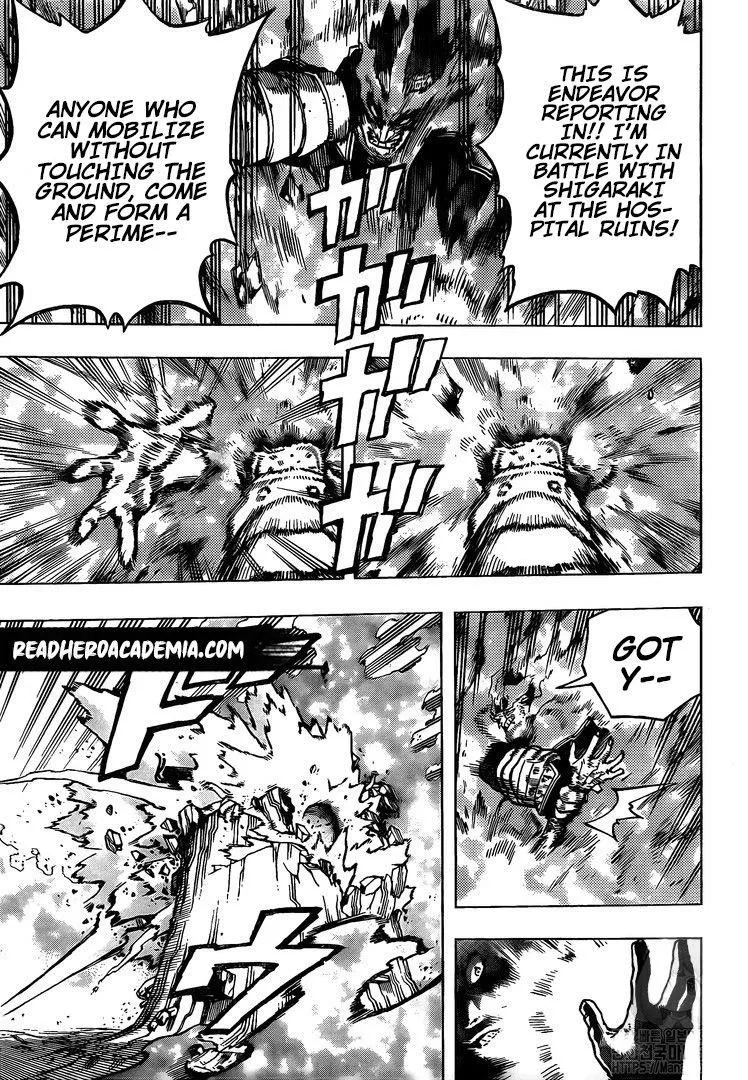 THIS IS
ENDEAVOR
REPORTING
IN!! I'M
CURRENTLY IN
BATTLE WITH
SHIGARAKI
AT THE HOS-
PITAL RUINS!
ANYONE WHO
CAN MOBILIZE
WITHOUT
TOUCHING THE
GROUND, COME
AND FORM A
PERIME--
ガガガガ
GOT
Y--
READHEROACADEMIA.COM
ドウ